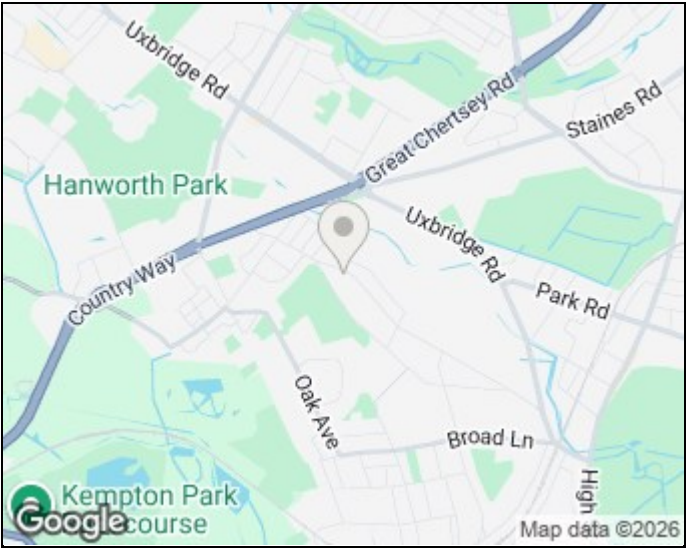 Uxbridge Rd
Great Chertsey Rd
Staines Rd
Hanworth Park
Uxbridge Rd
Country Way
Park Rd
Oak Ave
Broad Ln
High
Kempton Park
course
Google
Map data ©2026